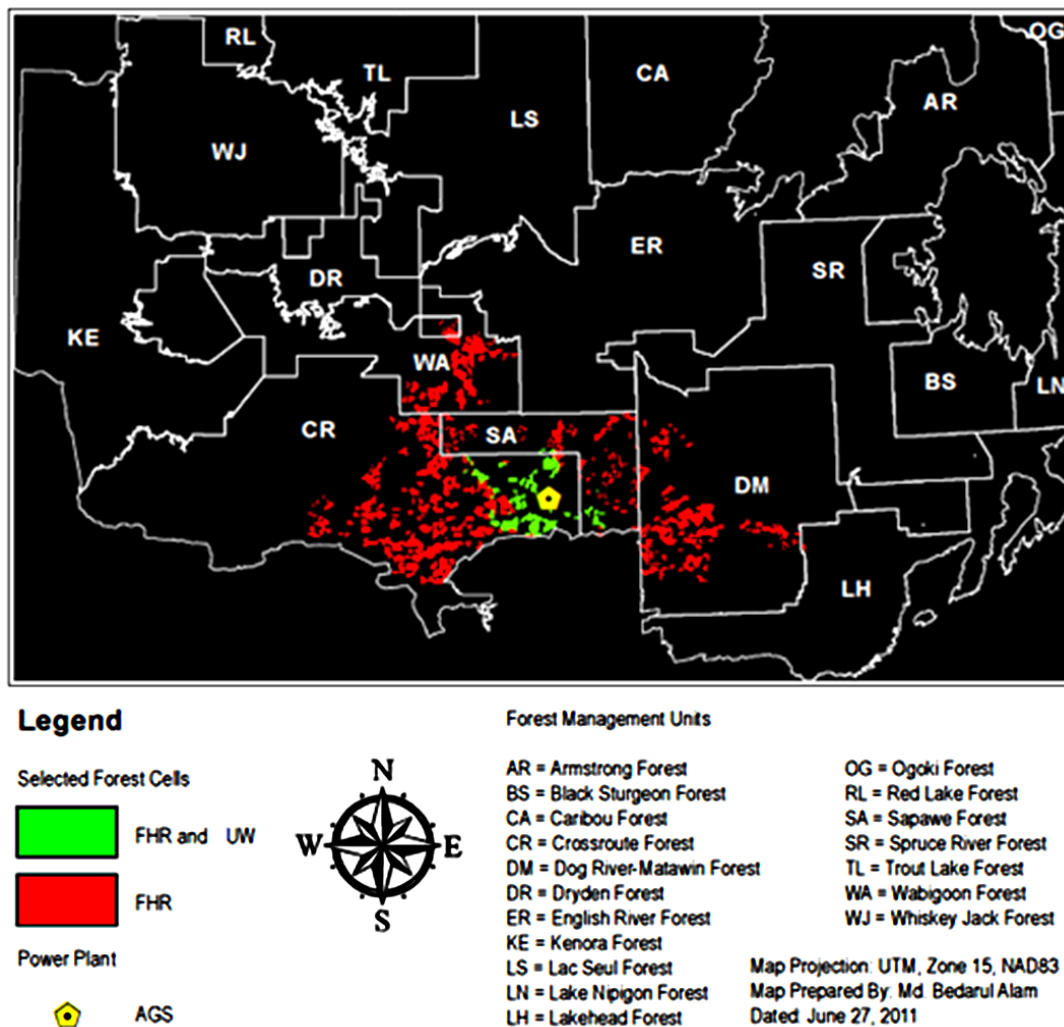 RL
OG
TL
CA
AR
LS
WJ
ER
SR
DR
KE
WA
BS
LN
CR
SA
DM
LH
Legend
Forest Management Units
Selected Forest Cells
FHR and UW
FHR
Power Plant
AGS
N
W
E
S
AR = Armstrong Forest
BS = Black Sturgeon Forest
CA = Caribou Forest
CR = Crossroute Forest
DM = Dog River-Matawin Forest
DR = Dryden Forest
ER = English River Forest
KE = Kenora Forest
LS = Lac Seul Forest
LN = Lake Nipigon Forest
LH = Lakehead Forest
OG = Ogoki Forest
RL = Red Lake Forest
SA = Sapawe Forest
SR = Spruce River Forest
TL = Trout Lake Forest
WA = Wabigoon Forest
WJ = Whiskey Jack Forest
Map Projection: UTM, Zone 15, NAD83
Map Prepared By: Md. Bedarul Alam
Dated: June 27, 2011